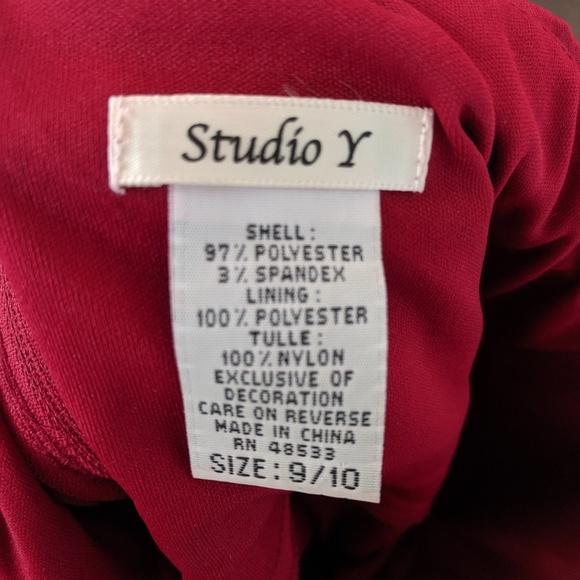 Studio Y
SHELL:
97% POLYESTER
3% SPANDEX
LINING:
100% POLYESTER
TULLE:
100% NYLON
EXCLUSIVE OF
DECORATION
CARE ON REVERSE
MADE IN CHINA
RN 48533
SIZE: 9/10